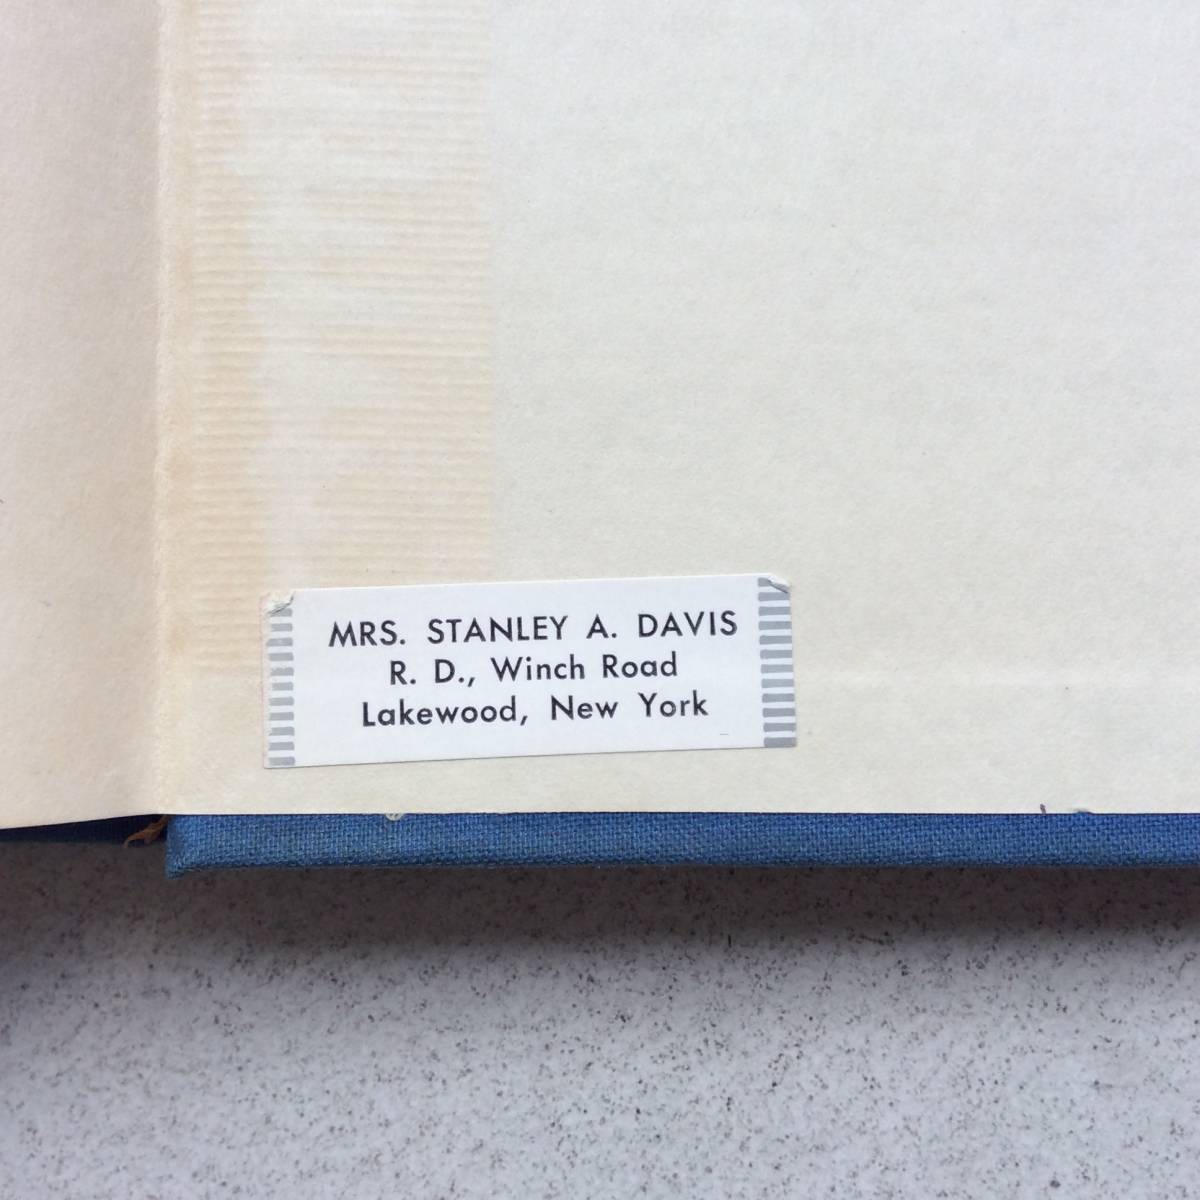 MRS. STANLEY A. DAVIS
R. D., Winch Road
Lakewood, New York